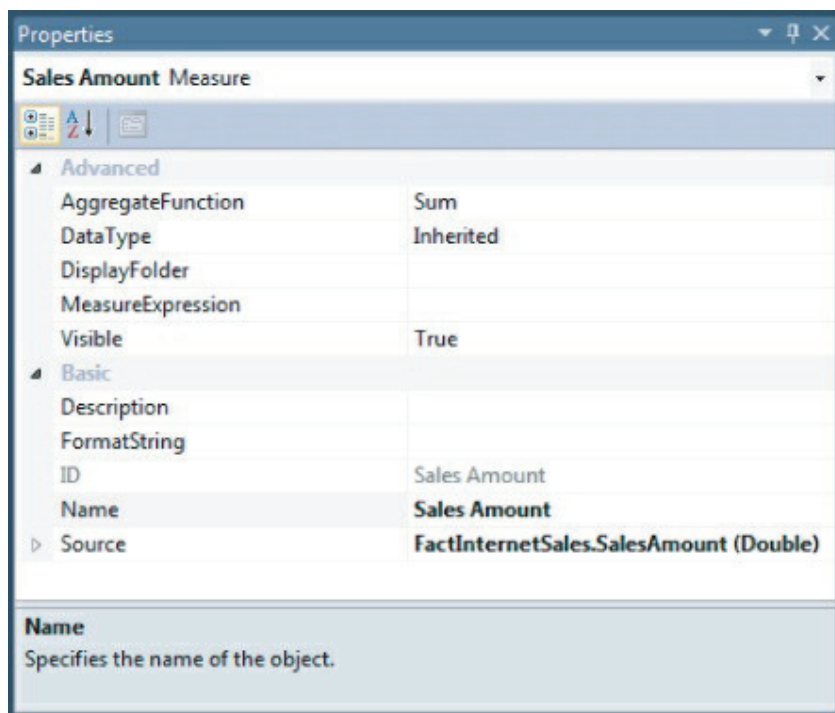 Properties
Sales Amount Measure
A Z
Advanced
AggregateFunction Sum
DataType Inherited
DisplayFolder
MeasureExpression
Visible True
Basic
Description
FormatString
ID Sales Amount
Name Sales Amount
Source FactInternetSales.SalesAmount (Double)
Name
Specifies the name of the object.